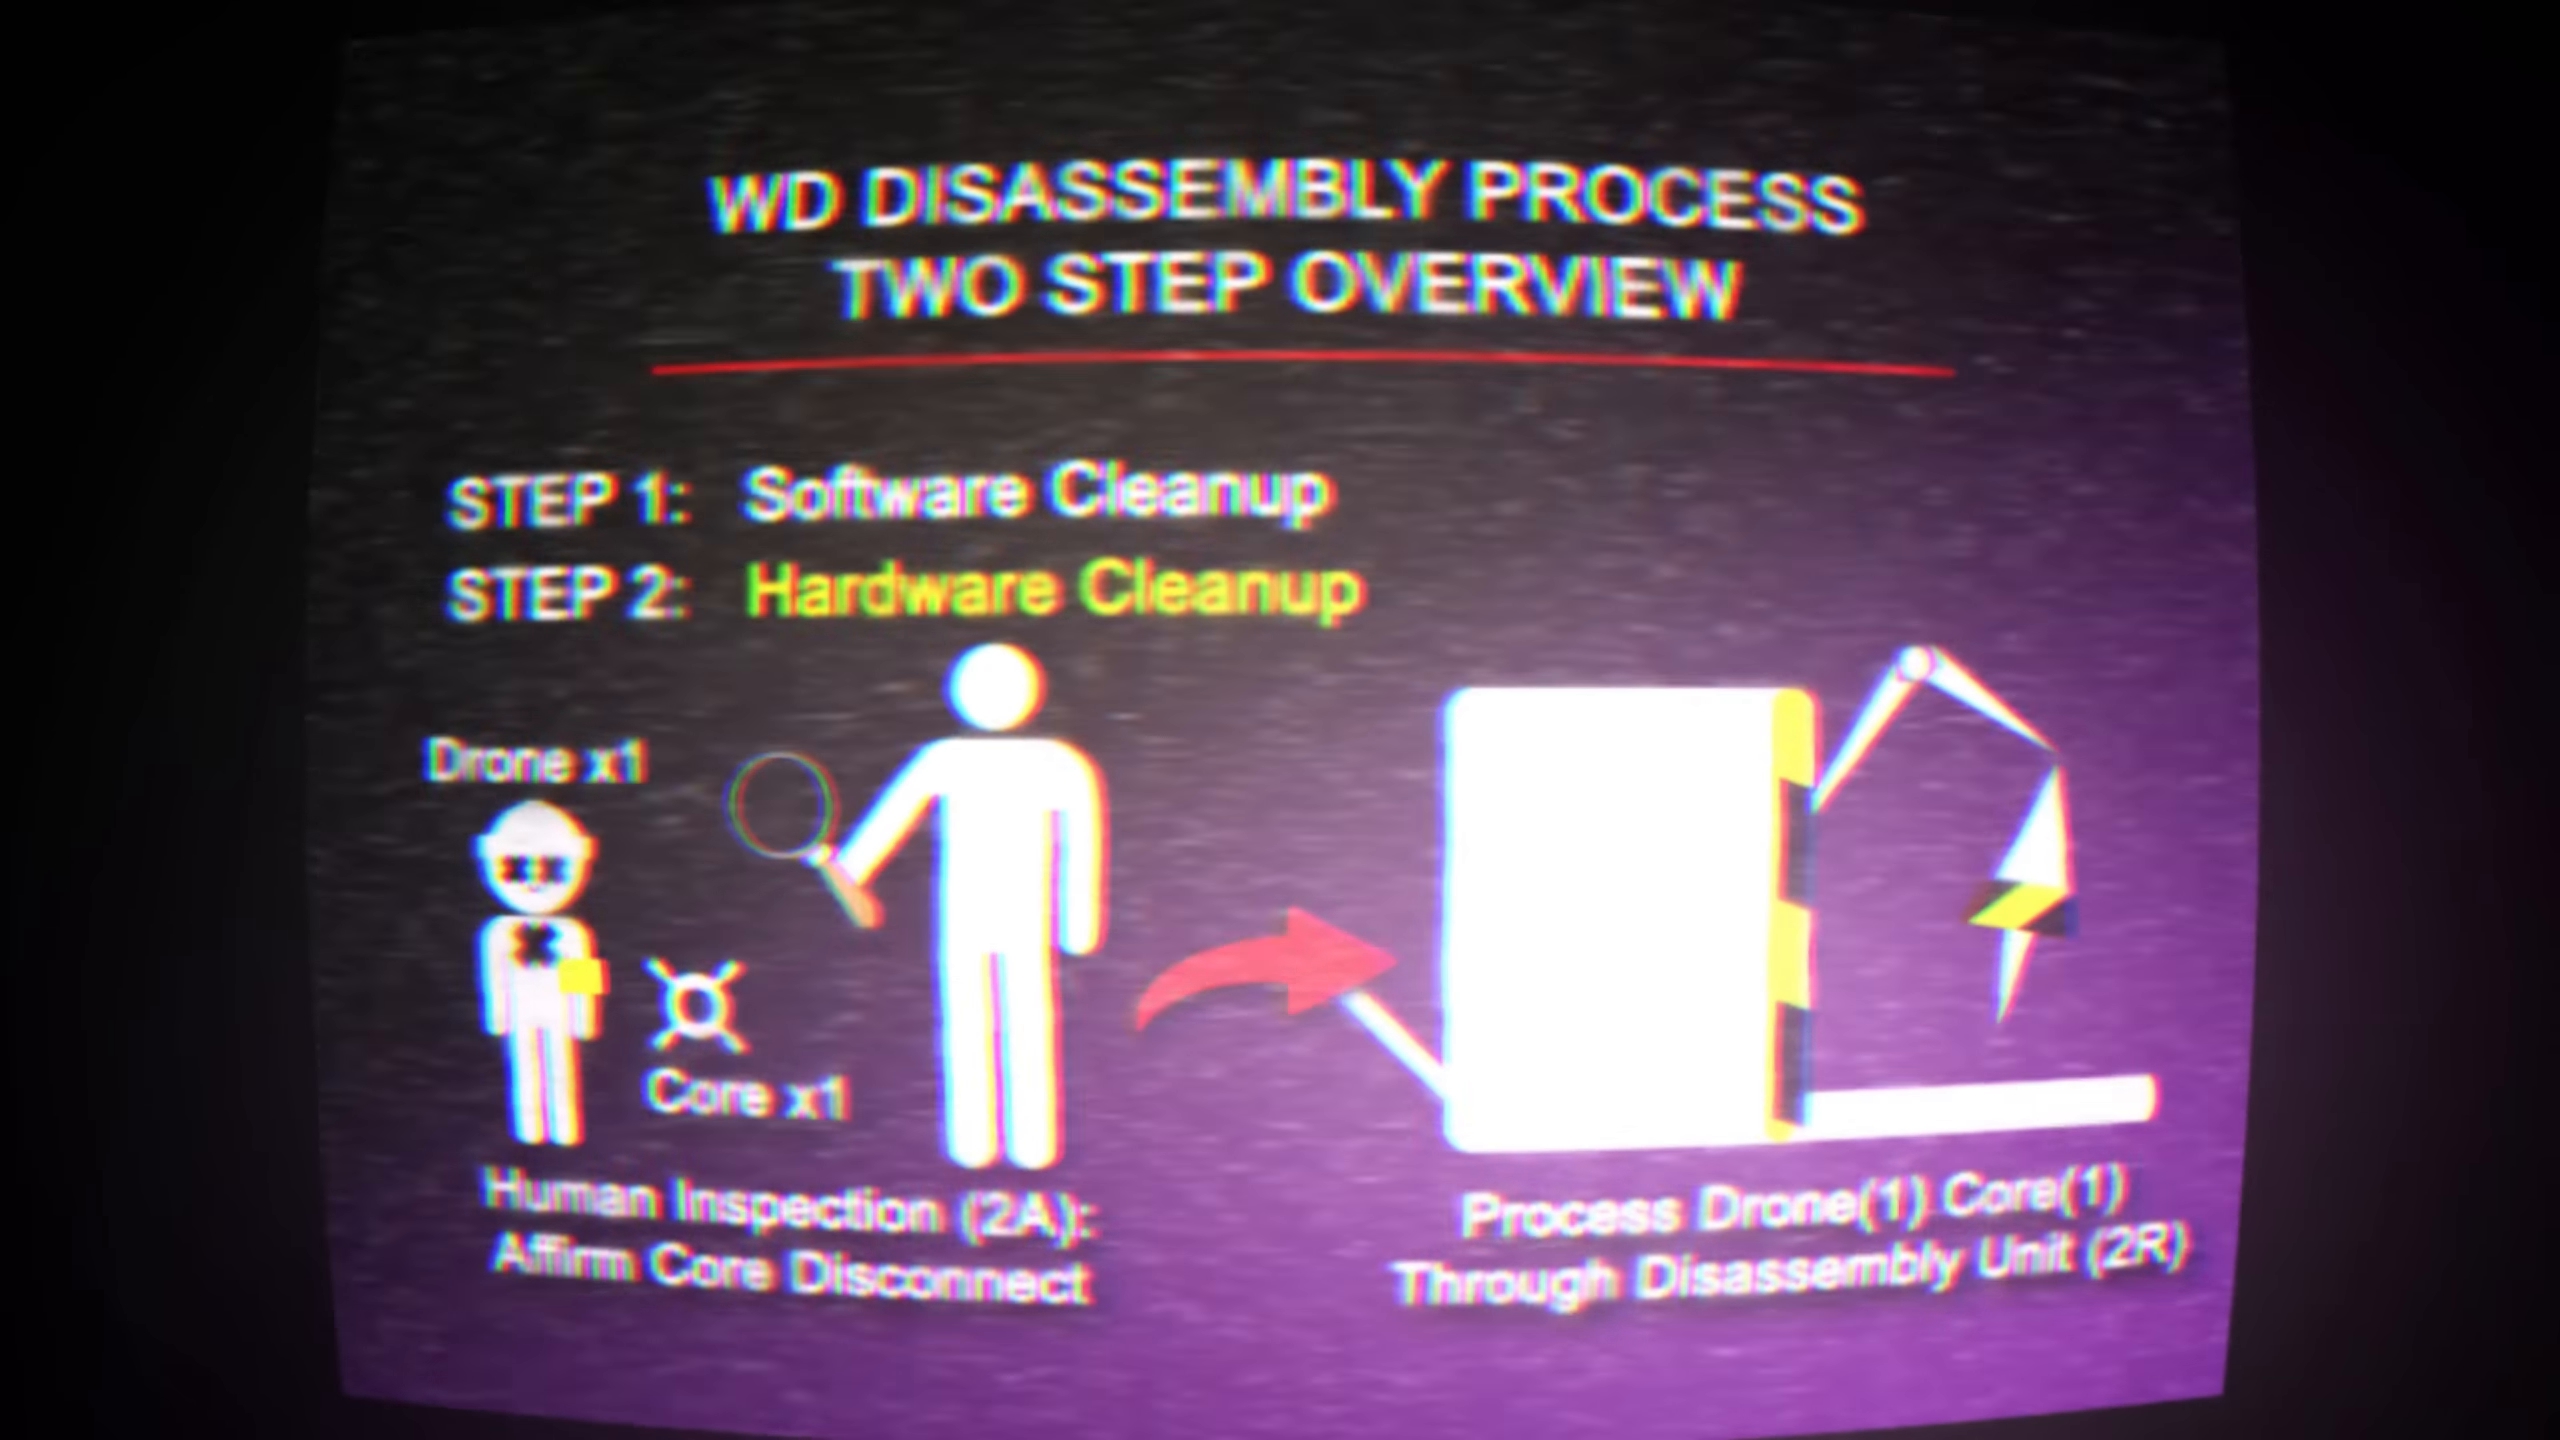 WD DISASSEMBLY PROCESS
TWO STEP OVERVIEW
STEP 1: Software Cleanup
STEP 2: Hardware Cleanup
Drone x1
Core x1
Human Inspection (2A):
Affirm Core Disconnect
Process Drone(1) Core(1)
Through Disassembly Unit (2R)